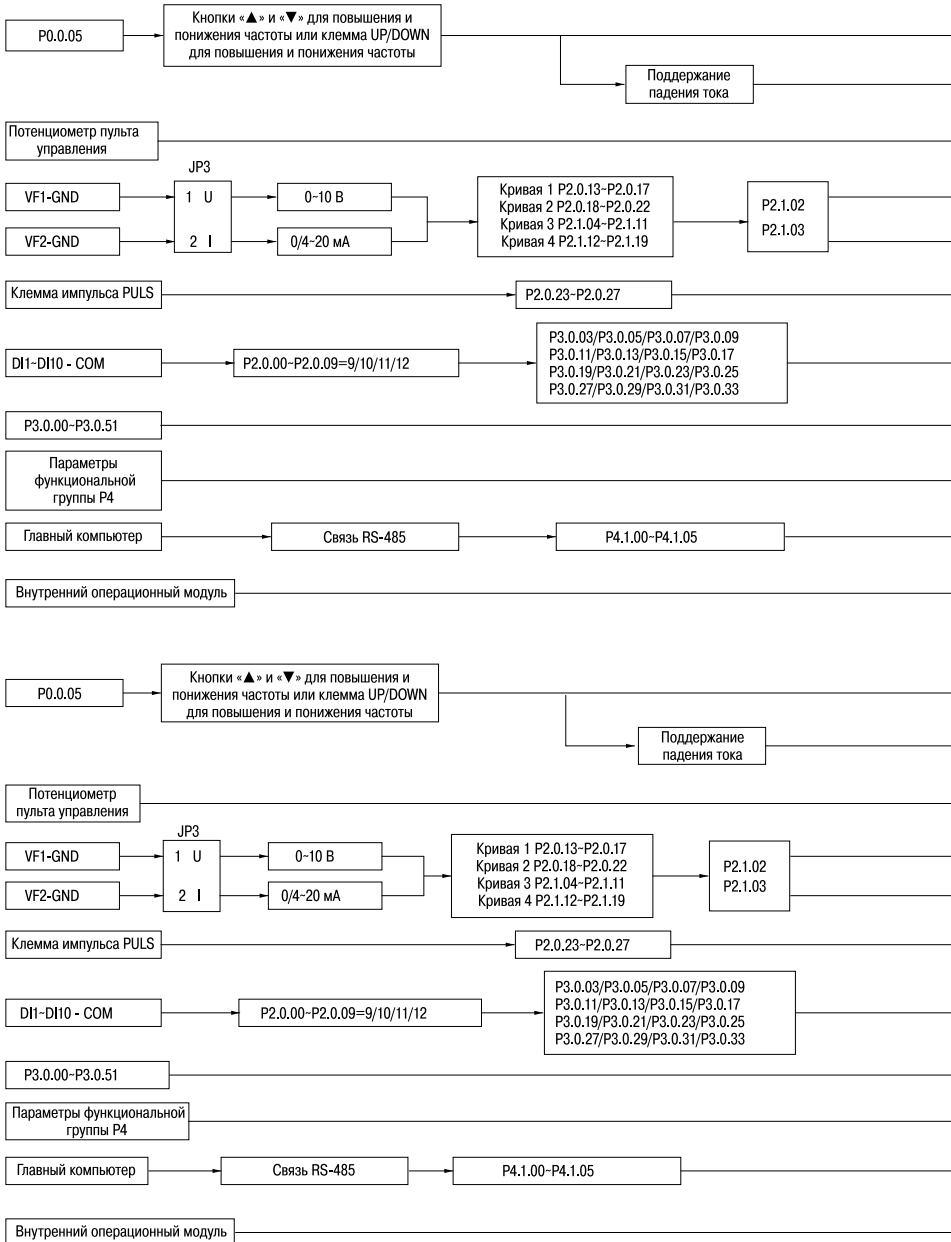 P0.0.05
Кнопки «▲» и «▼» для повышения и
понижения частоты или клемма UP/DOWN
для повышения и понижения частоты
Поддержание
падения тока
Потенциометр пульта
управления
JP3
VF1-GND
1 U
0~10 В
VF2-GND
2 I
0/4~20 мА
Кривая 1 P2.0.13~P2.0.17
Кривая 2 P2.0.18~P2.0.22
Кривая 3 P2.1.04~P2.1.11
Кривая 4 P2.1.12~P2.1.19
P2.1.02
P2.1.03
Клемма импульса PULS
P2.0.23~P2.0.27
DI1~DI10 - COM
P2.0.00~P2.0.09=9/10/11/12
P3.0.03/P3.0.05/P3.0.07/P3.0.09
P3.0.11/P3.0.13/P3.0.15/P3.0.17
P3.0.19/P3.0.21/P3.0.23/P3.0.25
P3.0.27/P3.0.29/P3.0.31/P3.0.33
P3.0.00~P3.0.51
Параметры
функциональной
группы P4
Главный компьютер
Связь RS-485
P4.1.00~P4.1.05
Внутренний операционный модуль
P0.0.05
Кнопки «▲» и «▼» для повышения и
понижения частоты или клемма UP/DOWN
для повышения и понижения частоты
Поддержание
падения тока
Потенциометр
пульта управления
JP3
VF1-GND
1 U
0~10 В
VF2-GND
2 I
0/4~20 мА
Кривая 1 P2.0.13~P2.0.17
Кривая 2 P2.0.18~P2.0.22
Кривая 3 P2.1.04~P2.1.11
Кривая 4 P2.1.12~P2.1.19
P2.1.02
P2.1.03
Клемма импульса PULS
P2.0.23~P2.0.27
DI1~DI10 - COM
P2.0.00~P2.0.09=9/10/11/12
P3.0.03/P3.0.05/P3.0.07/P3.0.09
P3.0.11/P3.0.13/P3.0.15/P3.0.17
P3.0.19/P3.0.21/P3.0.23/P3.0.25
P3.0.27/P3.0.29/P3.0.31/P3.0.33
P3.0.00~P3.0.51
Параметры функциональной
группы P4
Главный компьютер
Связь RS-485
P4.1.00~P4.1.05
Внутренний операционный модуль